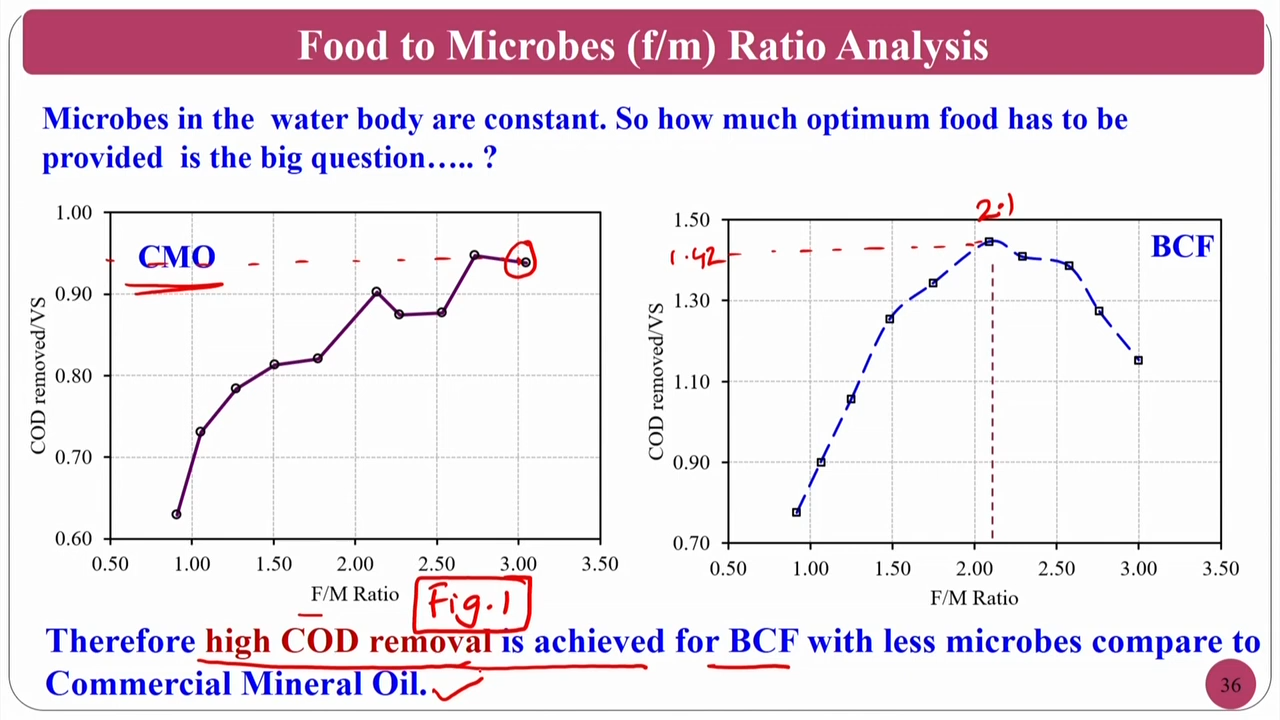 Food to Microbes (f/m) Ratio Analysis
Microbes in the water body are constant. So how much optimum food has to be
provided is the big question….. ?
1.00
0.90
0.80
0.70
0.60
COD removed/VS
CMO
0.50 1.00 1.50 2.00 2.50 3.00 3.50
F/M Ratio
Fig.1
2.1
1.50
1.42
1.30
1.10
0.90
0.70
COD removed/VS
BCF
0.50 1.00 1.50 2.00 2.50 3.00 3.50
F/M Ratio
Therefore high COD removal is achieved for BCF with less microbes compare to
Commercial Mineral Oil.
36